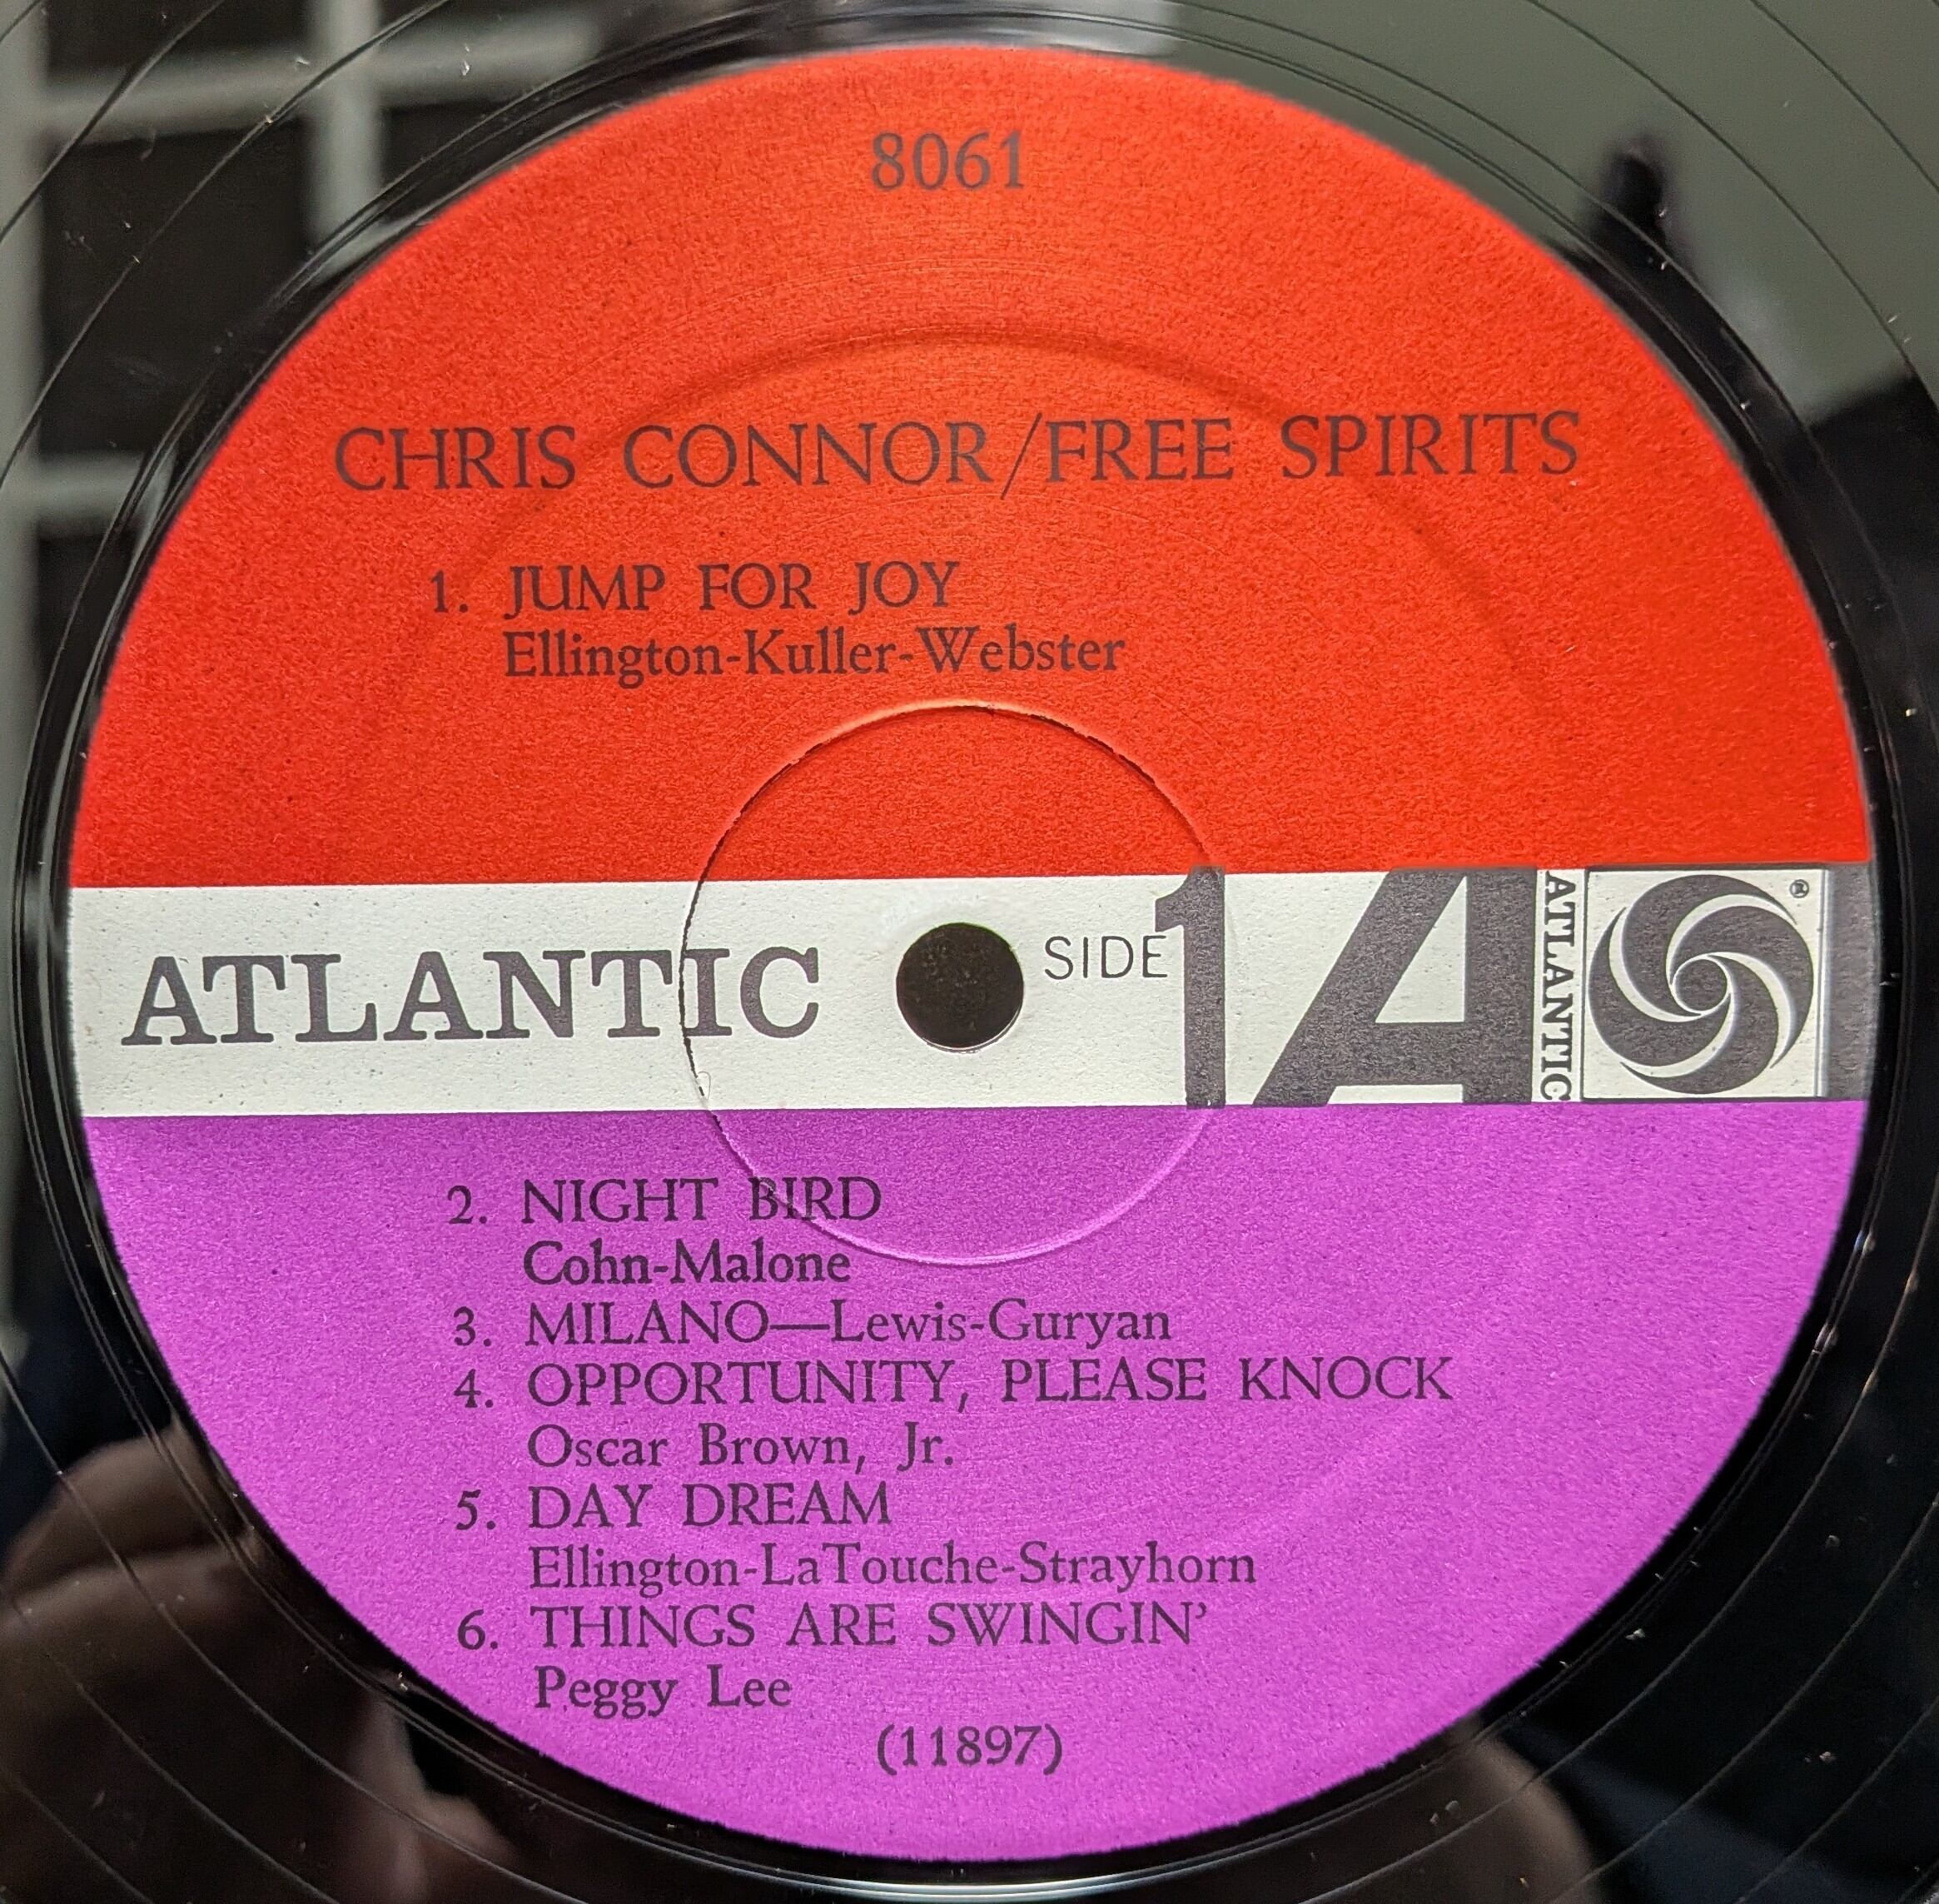 8061
CHRIS CONNOR/FREE SPIRITS
1. JUMP FOR JOY
Ellington-Kuller-Webster
ATLANTIC
SIDE 1
A
ATLANTIC
®
2. NIGHT BIRD
Cohn-Malone
3. MILANO—Lewis-Guryan
4. OPPORTUNITY, PLEASE KNOCK
Oscar Brown, Jr.
5. DAY DREAM
Ellington-LaTouche-Strayhorn
6. THINGS ARE SWINGIN’
Peggy Lee
(11897)